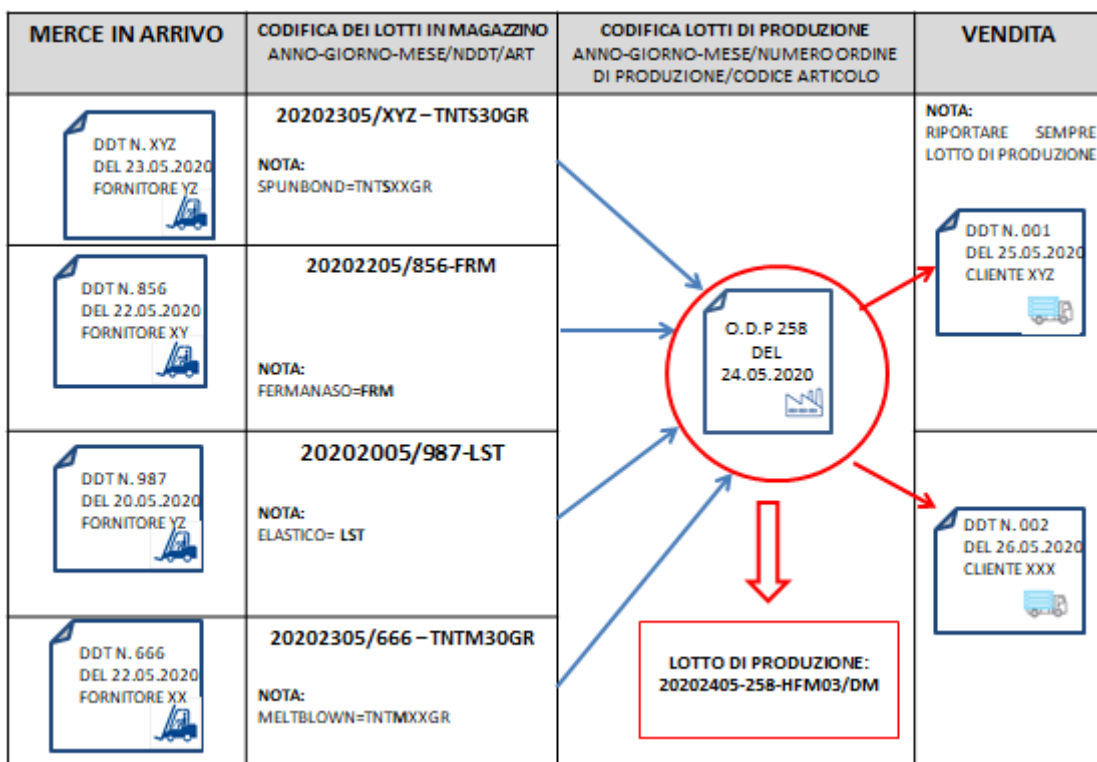 MERCE IN ARRIVO
CODIFICA DEI LOTTI IN MAGAZZINO
ANNO-GIORNO-MESE/NDDT/ART
CODIFICA LOTTI DI PRODUZIONE
ANNO-GIORNO-MESE/NUMERO ORDINE
DI PRODUZIONE/CODICE ARTICOLO
VENDITA
DDT N. XYZ
DEL 23.05.2020
FORNITORE YZ
20202305/XYZ – TNTS30GR
NOTA:
SPUNBOND=TNTSXXGR
NOTA:
RIPORTARE SEMPRE
LOTTO DI PRODUZIONE
DDT N. 001
DEL 25.05.2020
CLIENTE XYZ
DDT N. 856
DEL 22.05.2020
FORNITORE XY
20202205/856-FRM
NOTA:
FERMANASO=FRM
O.D.P 258
DEL
24.05.2020
DDT N. 987
DEL 20.05.2020
FORNITORE YZ
20202005/987-LST
NOTA:
ELASTICO= LST
DDT N. 002
DEL 26.05.2020
CLIENTE XXX
DDT N. 666
DEL 22.05.2020
FORNITORE XX
20202305/666 – TNTM30GR
NOTA:
MELTBLOWN=TNTMXXGR
LOTTO DI PRODUZIONE:
20202405-258-HFM03/DM